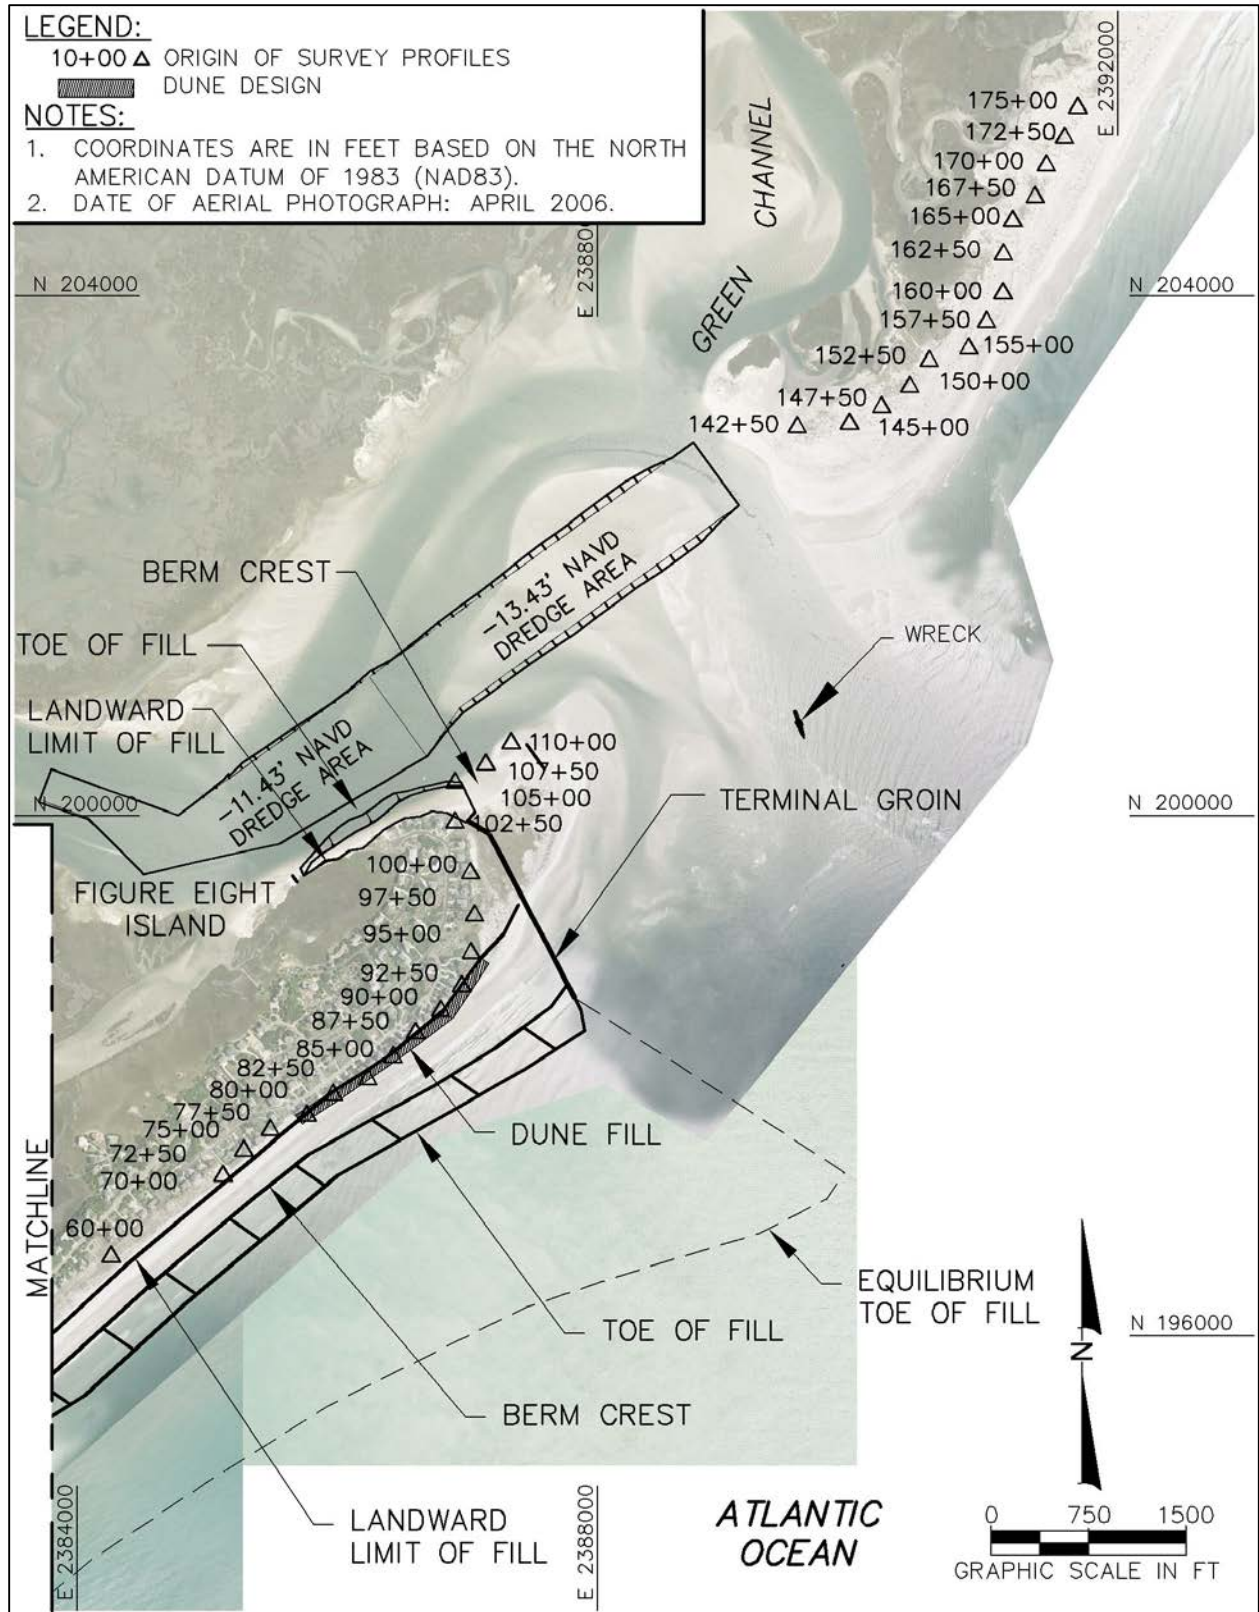 LEGEND:
10+00 △ ORIGIN OF SURVEY PROFILES
DUNE DESIGN
NOTES:
1. COORDINATES ARE IN FEET BASED ON THE NORTH
AMERICAN DATUM OF 1983 (NAD83).
2. DATE OF AERIAL PHOTOGRAPH: APRIL 2006.
E 2392000
CHANNEL
GREEN
175+00
172+50
170+00
167+50
165+00
162+50
160+00
157+50
155+00
152+50
150+00
147+50
145+00
142+50
E 238800
N 204000
N 204000
BERM CREST
-13.43' NAVD
DREDGE AREA
TOE OF FILL
WRECK
LANDWARD
LIMIT OF FILL
-11.43' NAVD
DREDGE AREA
110+00
107+50
105+00
102+50
TERMINAL GROIN
N 200000
N 200000
100+00
FIGURE EIGHT
ISLAND
97+50
95+00
92+50
90+00
87+50
85+00
82+50
80+00
77+50
75+00
72+50
70+00
60+00
DUNE FILL
MATCHLINE
EQUILIBRIUM
TOE OF FILL
TOE OF FILL
N 196000
N
BERM CREST
LANDWARD
LIMIT OF FILL
E 2384000
E 2388000
ATLANTIC
OCEAN
0 750 1500
GRAPHIC SCALE IN FT